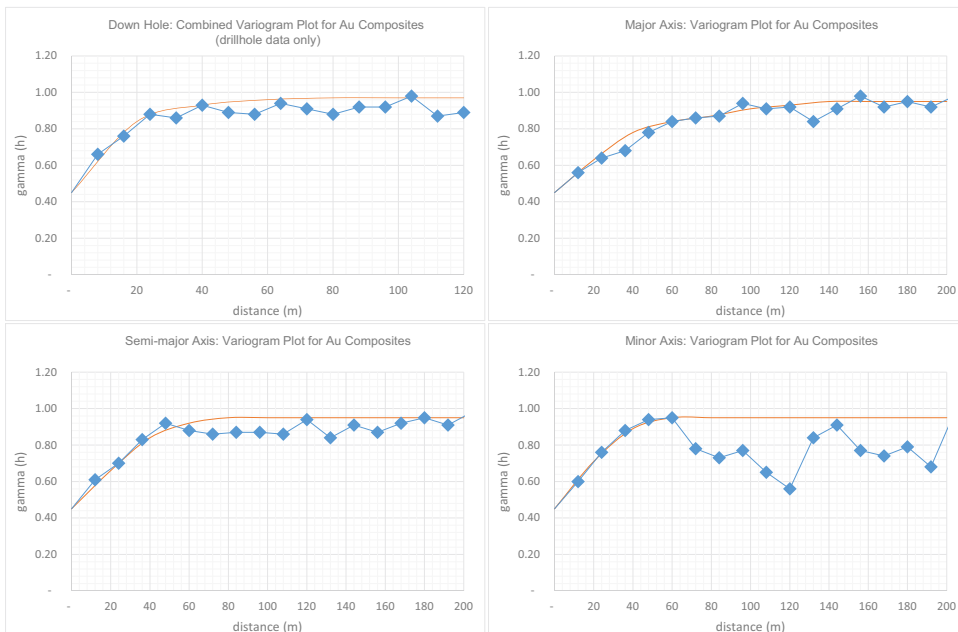 Down Hole: Combined Variogram Plot for Au Composites
(drillhole data only)
1.20
1.00
0.80
0.60
0.40
0.20
-
gamma (h)
- 20 40 60 80 100 120
distance (m)
Major Axis: Variogram Plot for Au Composites
1.20
1.00
0.80
0.60
0.40
0.20
-
gamma (h)
- 20 40 60 80 100 120 140 160 180 200
distance (m)
Semi-major Axis: Variogram Plot for Au Composites
1.20
1.00
0.80
0.60
0.40
0.20
-
gamma (h)
- 20 40 60 80 100 120 140 160 180 200
distance (m)
Minor Axis: Variogram Plot for Au Composites
1.20
1.00
0.80
0.60
0.40
0.20
-
gamma (h)
- 20 40 60 80 100 120 140 160 180 200
distance (m)